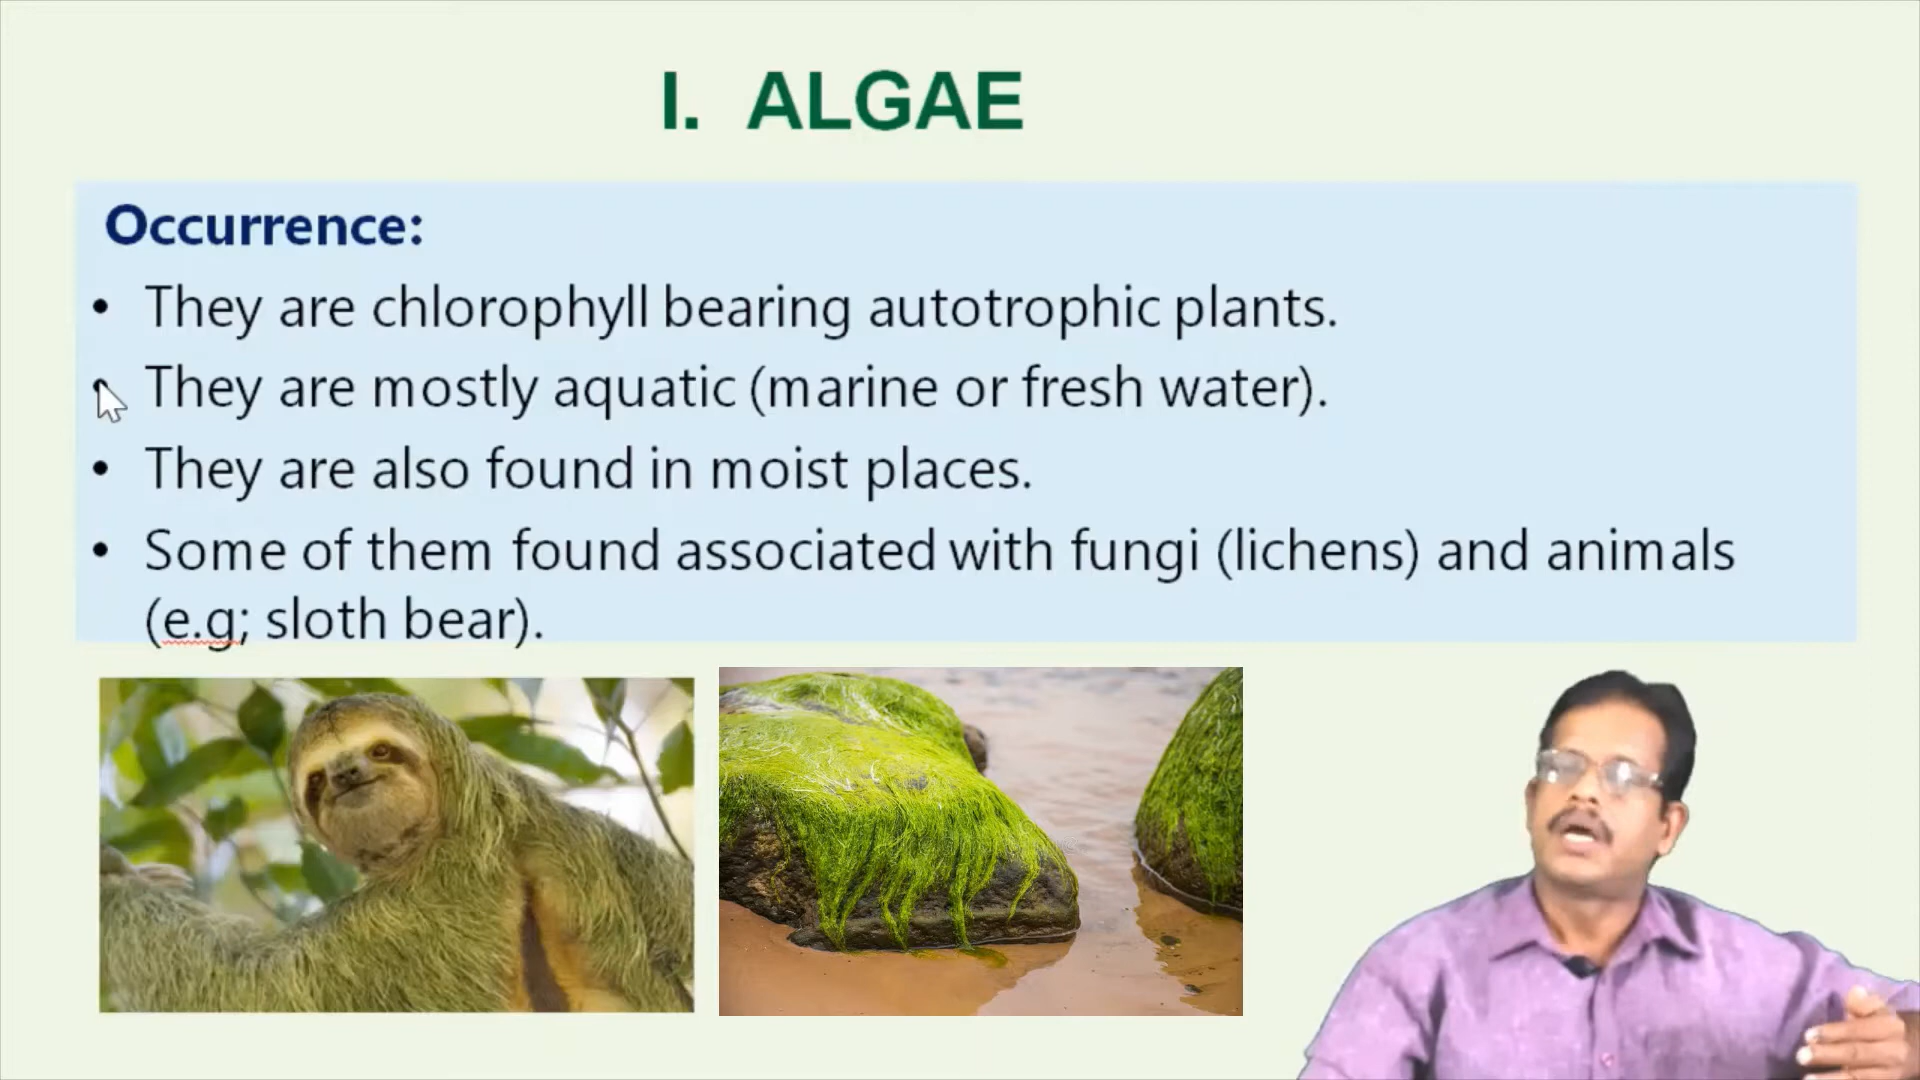 I. ALGAE
Occurrence:
• They are chlorophyll bearing autotrophic plants.
• They are mostly aquatic (marine or fresh water).
• They are also found in moist places.
• Some of them found associated with fungi (lichens) and animals
(e.g; sloth bear).